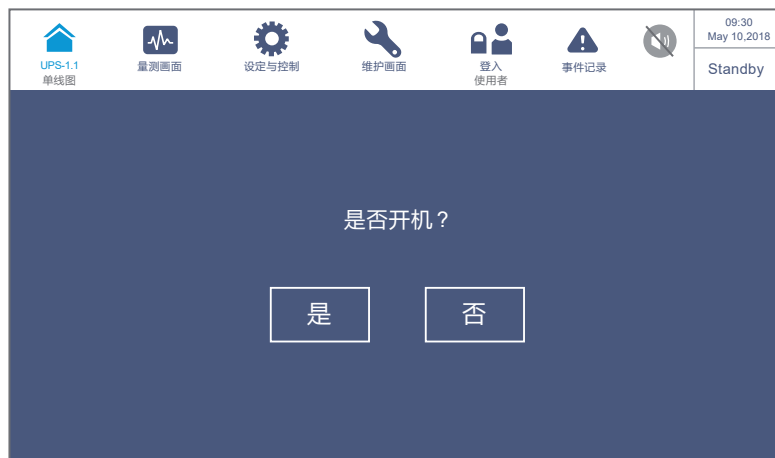 UPS-1.1
单线图
量测画面
设定与控制
维护画面
登入
使用者
事件记录
09:30
May 10,2018
Standby
是否开机？
是
否